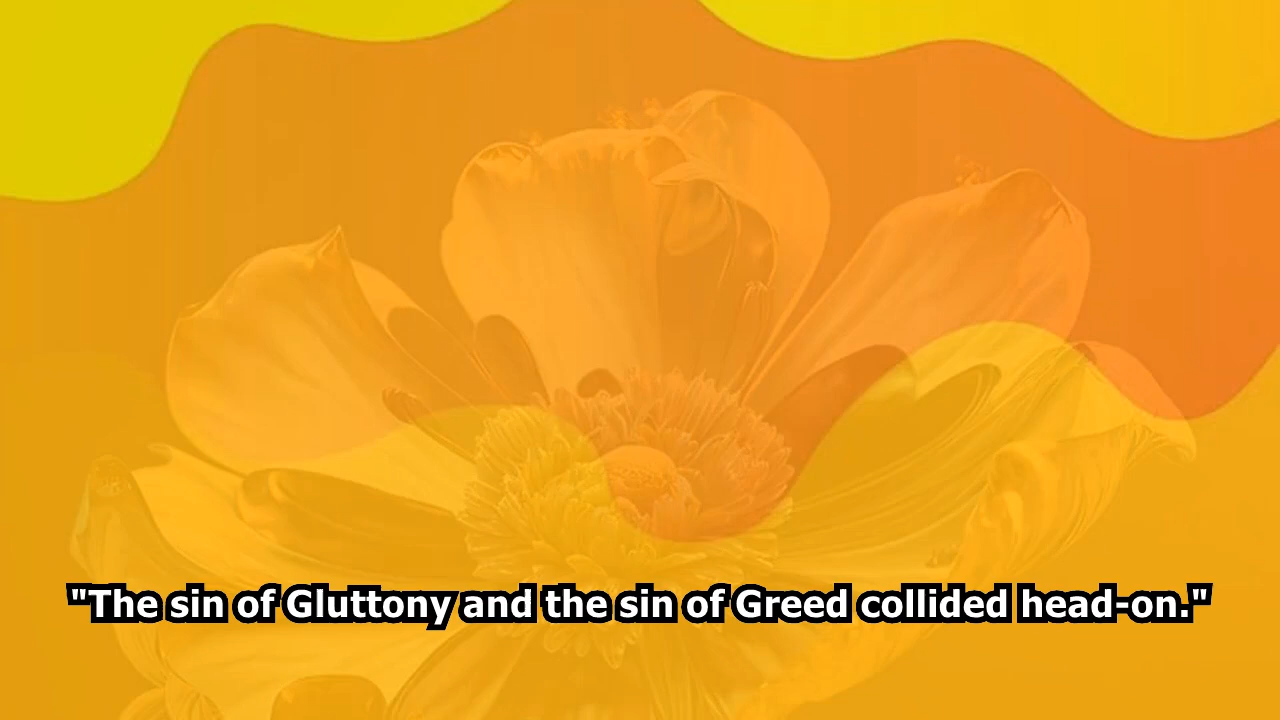 "The sin of Gluttony and the sin of Greed collided head-on."